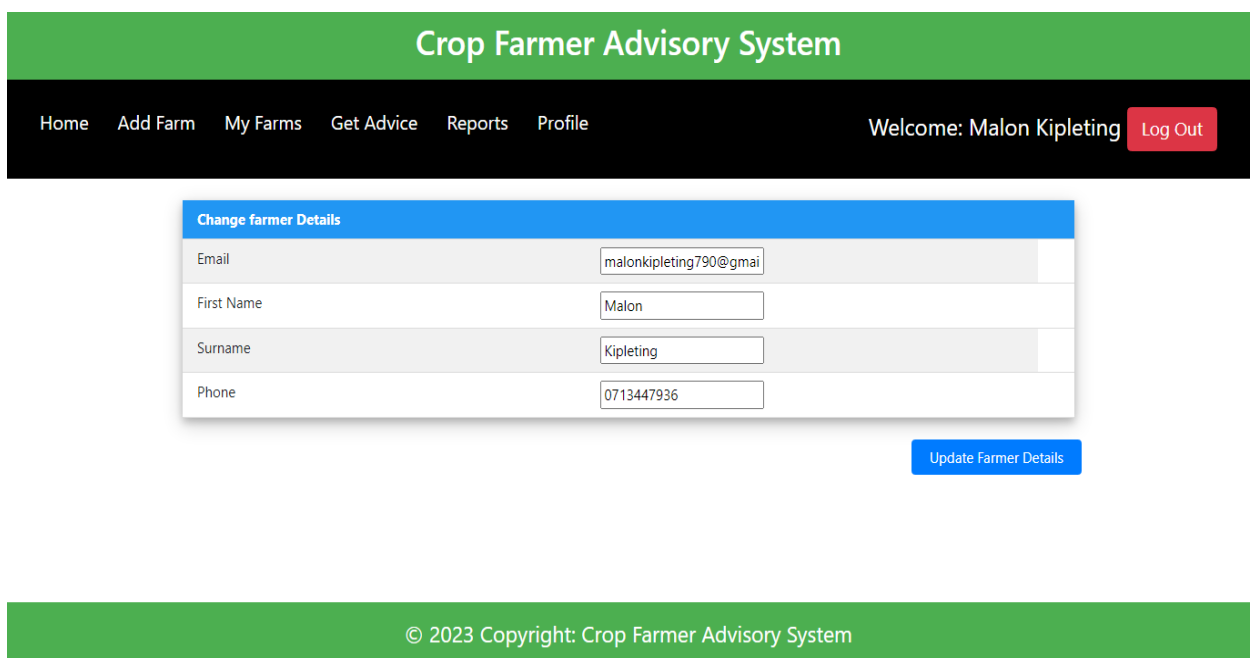 Crop Farmer Advisory System
Home Add Farm My Farms Get Advice Reports Profile Welcome: Malon Kipleting Log Out
Change farmer Details
Email malonkipleting790@gmai
First Name Malon
Surname Kipleting
Phone 0713447936
Update Farmer Details
© 2023 Copyright: Crop Farmer Advisory System